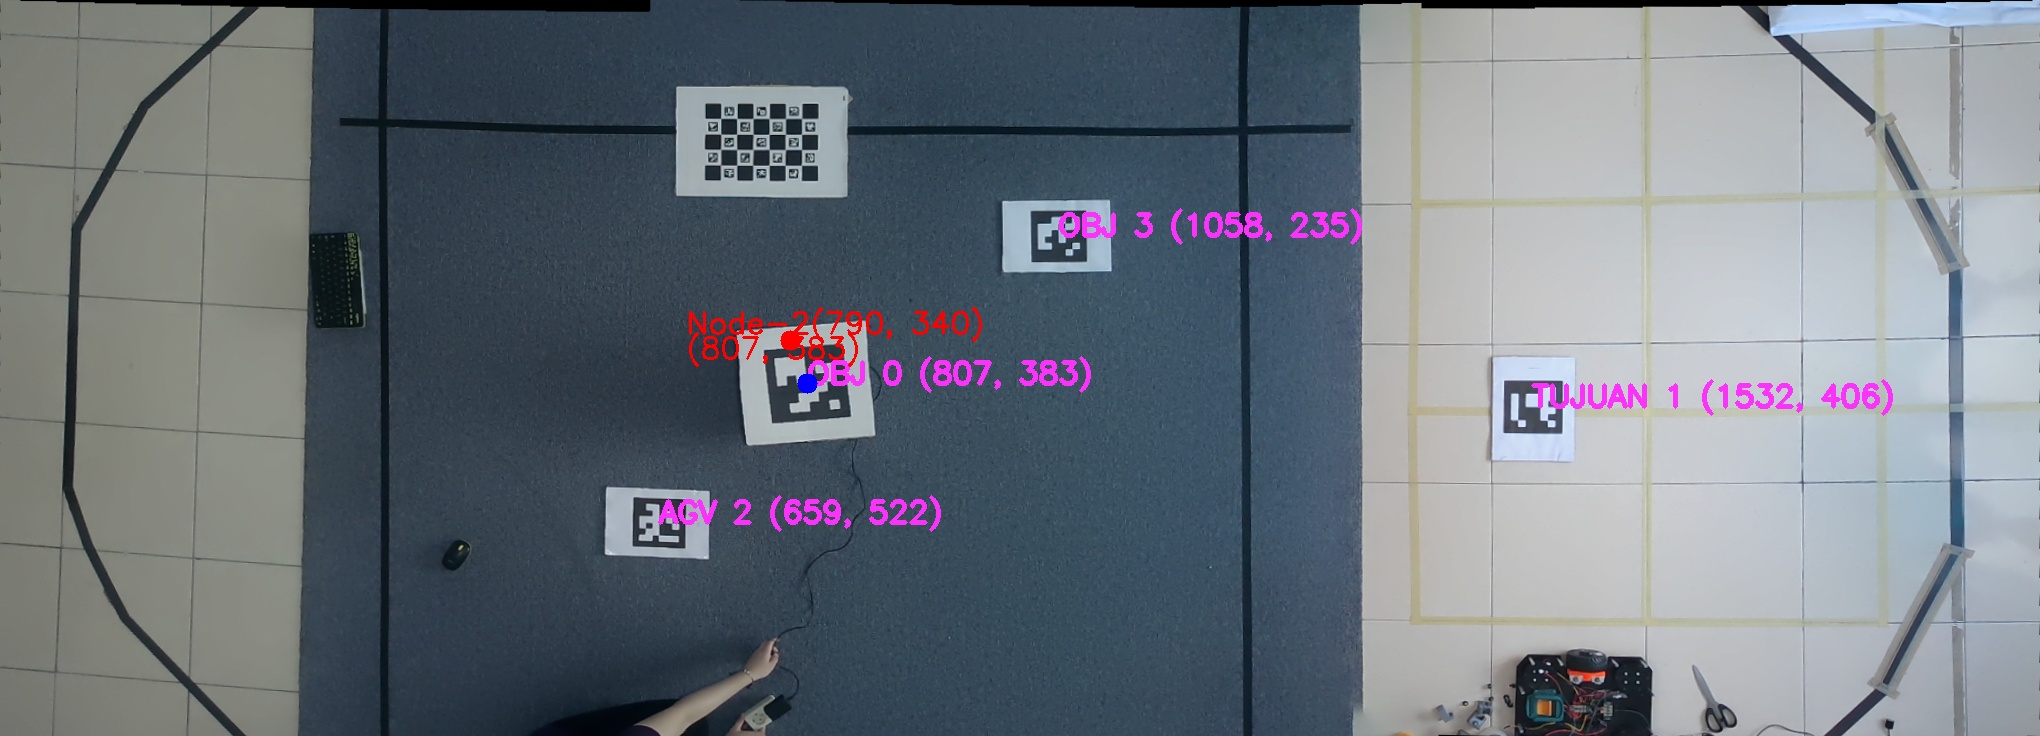 OBJ 3 (1058, 235)
Node-2(790, 340)
(807, 383)
OBJ 0 (807, 383)
TUJUAN 1 (1532, 406)
AGV 2 (659, 522)